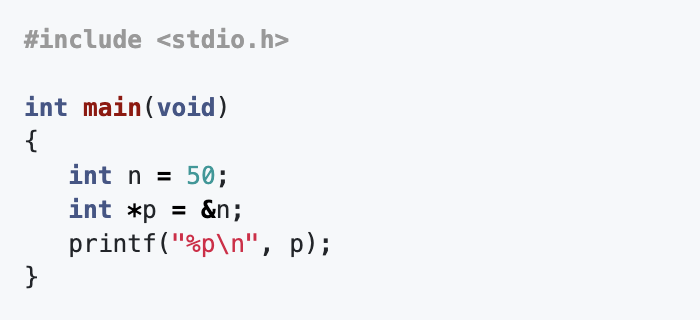 #include <stdio.h>

int main(void)
{
   int n = 50;
   int *p = &n;
   printf("%p\n", p);
}